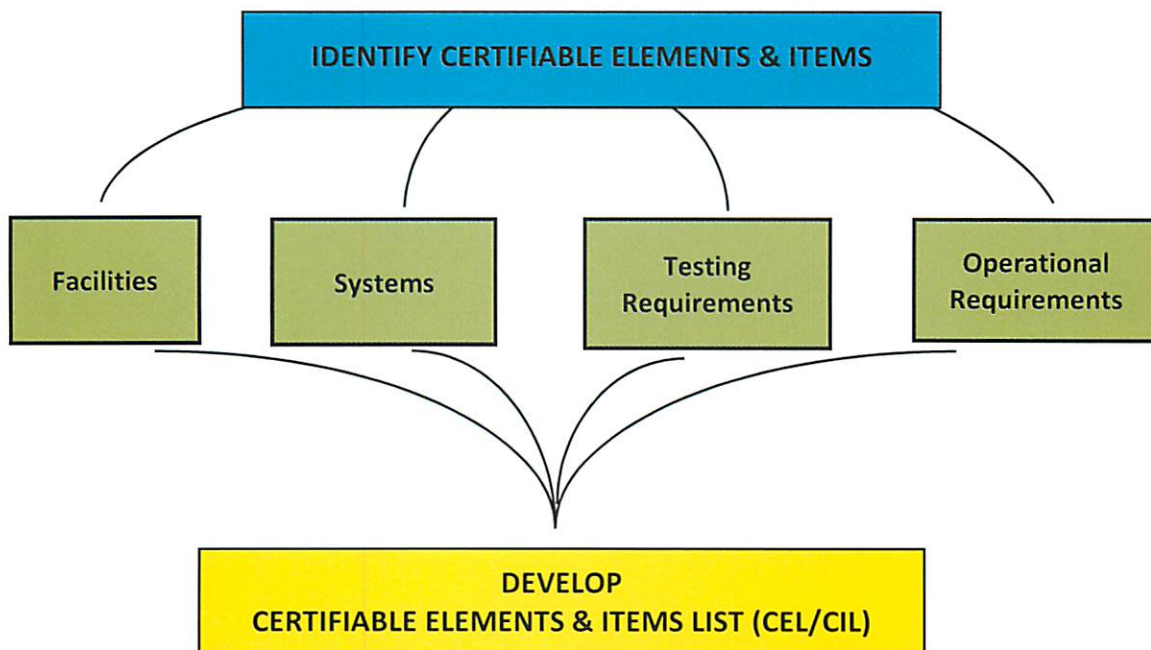 IDENTIFY CERTIFIABLE ELEMENTS & ITEMS
Facilities
Systems
Testing
Requirements
Operational
Requirements
DEVELOP
CERTIFIABLE ELEMENTS & ITEMS LIST (CEL/CIL)